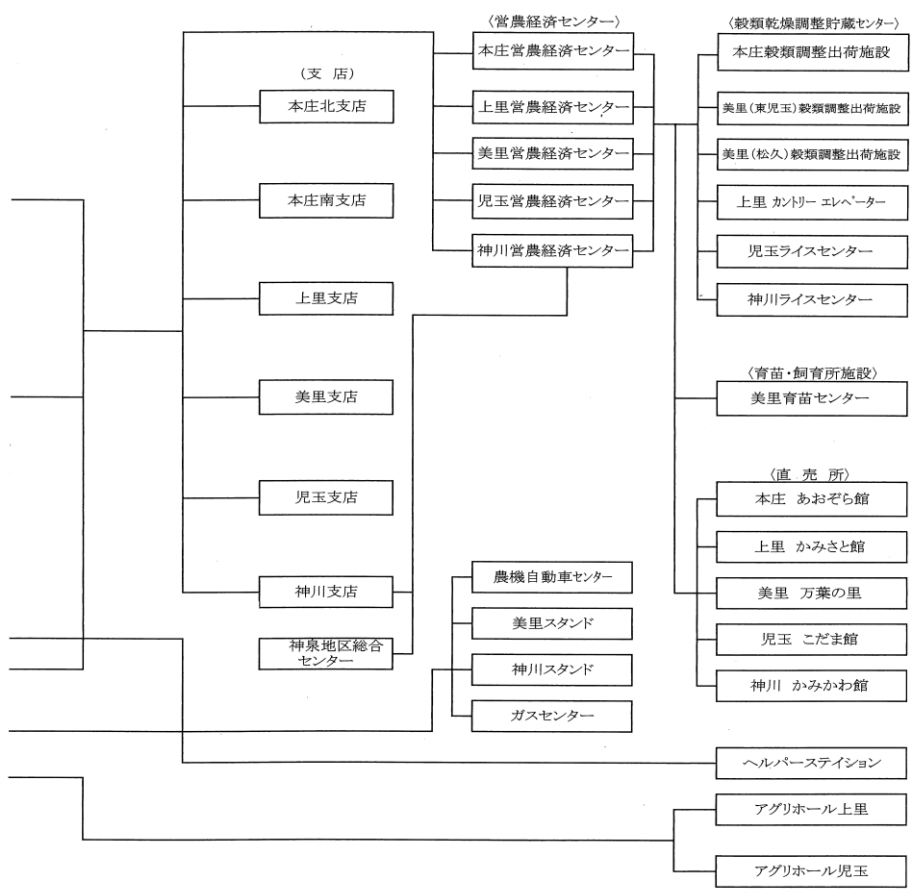 (支 店)
本庄北支店
本庄南支店
上里支店
美里支店
児玉支店
神川支店
神泉地区総合
センター
〈営農経済センター〉
本庄営農経済センター
上里営農経済センター
美里営農経済センター
児玉営農経済センター
神川営農経済センター
農機自動車センター
美里スタンド
神川スタンド
ガスセンター
〈穀類乾燥調整貯蔵センター〉
本庄穀類調整出荷施設
美里(東児玉)穀類調整出荷施設
美里(松久)穀類調整出荷施設
上里 カントリー エレベーター
児玉ライスセンター
神川ライスセンター
〈育苗・飼育所施設〉
美里育苗センター
〈直 売 所〉
本庄 あおぞら館
上里 かみさと館
美里 万葉の里
児玉 こだま館
神川 かみかわ館
ヘルパーステイション
アグリホール上里
アグリホール児玉